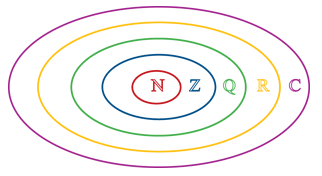 ℕ ℤ ℚ ℝ ℂ